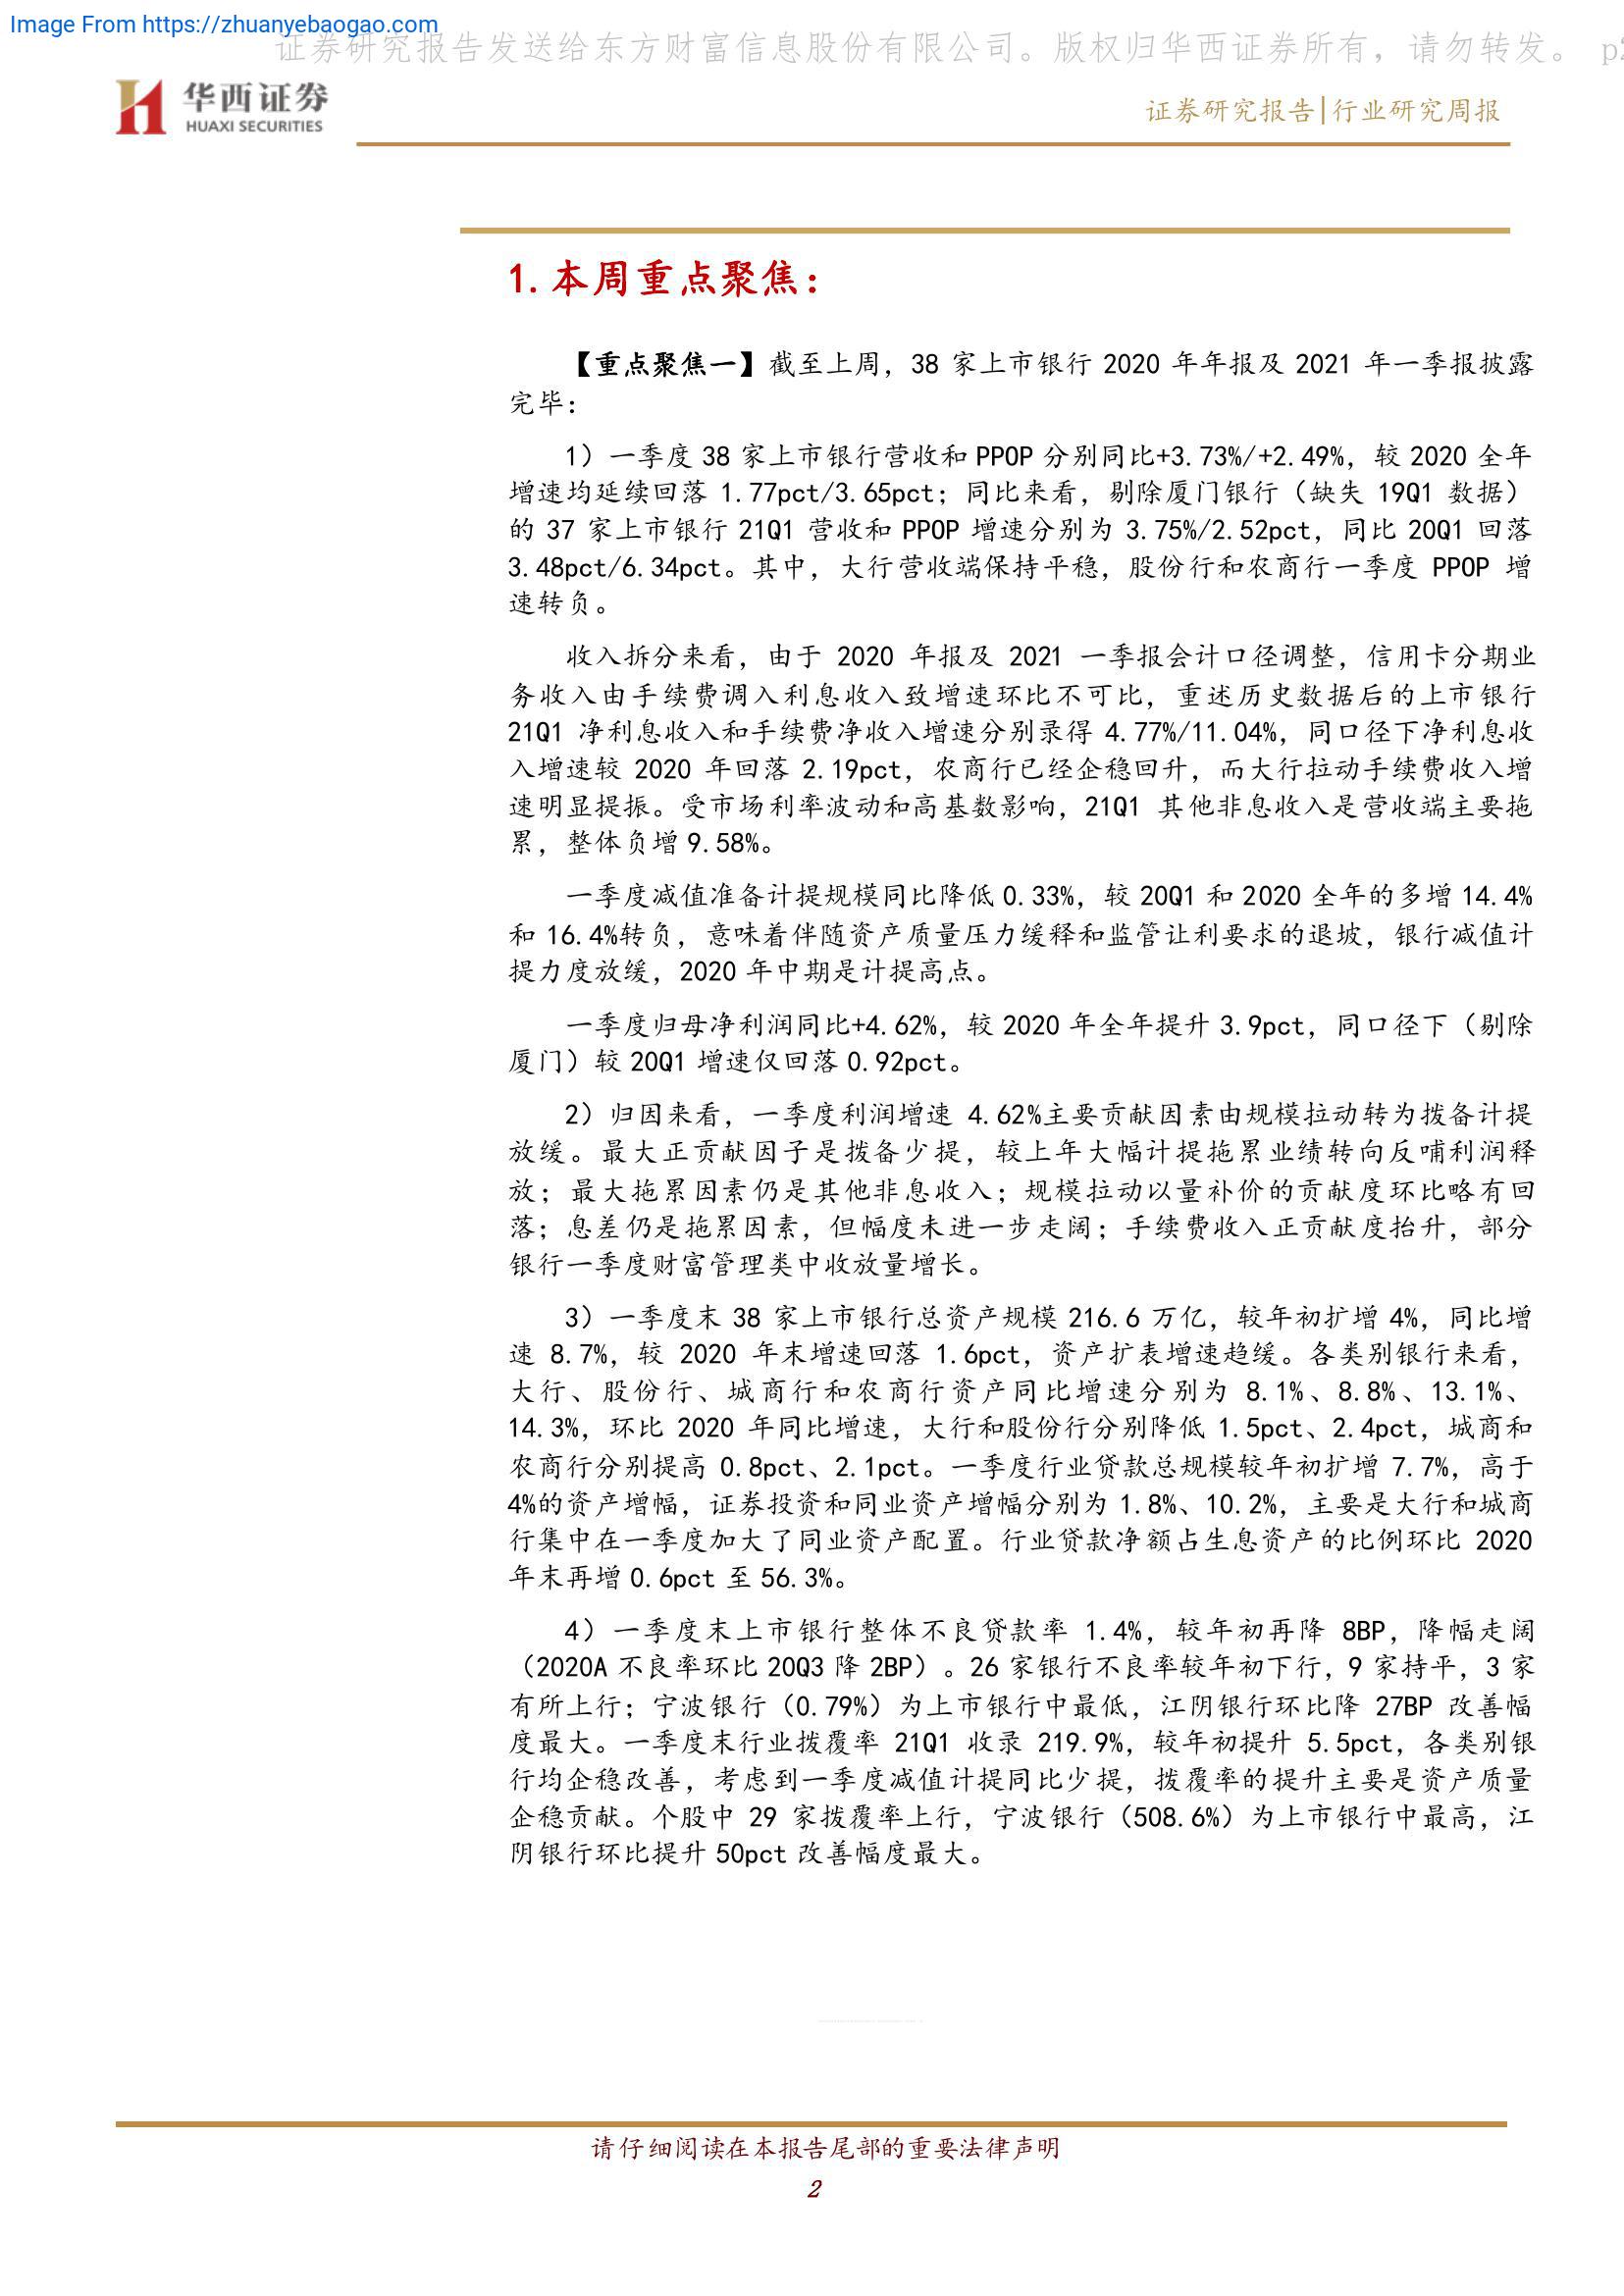 Image From https://zhuanyebaogao.com
证券研究报告发送给东方财富信息股份有限公司。版权归华西证券所有，请勿转发。 p2
华西证券
HUAXI SECURITIES
证券研究报告|行业研究周报
1.本周重点聚焦：
【重点聚焦一】截至上周，38 家上市银行 2020 年年报及 2021 年一季报披露
完毕：
1）一季度 38 家上市银行营收和 PPOP 分别同比+3.73%/+2.49%，较 2020 全年
增速均延续回落 1.77pct/3.65pct；同比来看，剔除厦门银行（缺失 19Q1 数据）
的 37 家上市银行 21Q1 营收和 PPOP 增速分别为 3.75%/2.52pct，同比 20Q1 回落
3.48pct/6.34pct。其中，大行营收端保持平稳，股份行和农商行一季度 PPOP 增
速转负。
收入拆分来看，由于 2020 年报及 2021 一季报会计口径调整，信用卡分期业
务收入由手续费调入利息收入致增速环比不可比，重述历史数据后的上市银行
21Q1 净利息收入和手续费净收入增速分别录得 4.77%/11.04%，同口径下净利息收
入增速较 2020 年回落 2.19pct，农商行已经企稳回升，而大行拉动手续费收入增
速明显提振。受市场利率波动和高基数影响，21Q1 其他非息收入是营收端主要拖
累，整体负增 9.58%。
一季度减值准备计提规模同比降低 0.33%，较 20Q1 和 2020 全年的多增 14.4%
和 16.4%转负，意味着伴随资产质量压力缓释和监管让利要求的退坡，银行减值计
提力度放缓，2020 年中期是计提高点。
一季度归母净利润同比+4.62%，较 2020 年全年提升 3.9pct，同口径下（剔除
厦门）较 20Q1 增速仅回落 0.92pct。
2）归因来看，一季度利润增速 4.62%主要贡献因素由规模拉动转为拨备计提
放缓。最大正贡献因子是拨备少提，较上年大幅计提拖累业绩转向反哺利润释
放；最大拖累因素仍是其他非息收入；规模拉动以量补价的贡献度环比略有回
落；息差仍是拖累因素，但幅度未进一步走阔；手续费收入正贡献度抬升，部分
银行一季度财富管理类中收放量增长。
3）一季度末 38 家上市银行总资产规模 216.6 万亿，较年初扩增 4%，同比增
速 8.7%，较 2020 年末增速回落 1.6pct，资产扩表增速趋缓。各类别银行来看，
大行、股份行、城商行和农商行资产同比增速分别为 8.1%、8.8%、13.1%、
14.3%，环比 2020 年同比增速，大行和股份行分别降低 1.5pct、2.4pct，城商和
农商行分别提高 0.8pct、2.1pct。一季度行业贷款总规模较年初扩增 7.7%，高于
4%的资产增幅，证券投资和同业资产增幅分别为 1.8%、10.2%，主要是大行和城商
行集中在一季度加大了同业资产配置。行业贷款净额占生息资产的比例环比 2020
年末再增 0.6pct 至 56.3%。
4）一季度末上市银行整体不良贷款率 1.4%，较年初再降 8BP，降幅走阔
（2020A 不良率环比 20Q3 降 2BP）。26 家银行不良率较年初下行，9 家持平，3 家
有所上行；宁波银行（0.79%）为上市银行中最低，江阴银行环比降 27BP 改善幅
度最大。一季度末行业拨覆率 21Q1 收录 219.9%，较年初提升 5.5pct，各类别银
行均企稳改善，考虑到一季度减值计提同比少提，拨覆率的提升主要是资产质量
企稳贡献。个股中 29 家拨覆率上行，宁波银行（508.6%）为上市银行中最高，江
阴银行环比提升 50pct 改善幅度最大。
请仔细阅读在本报告尾部的重要法律声明
2